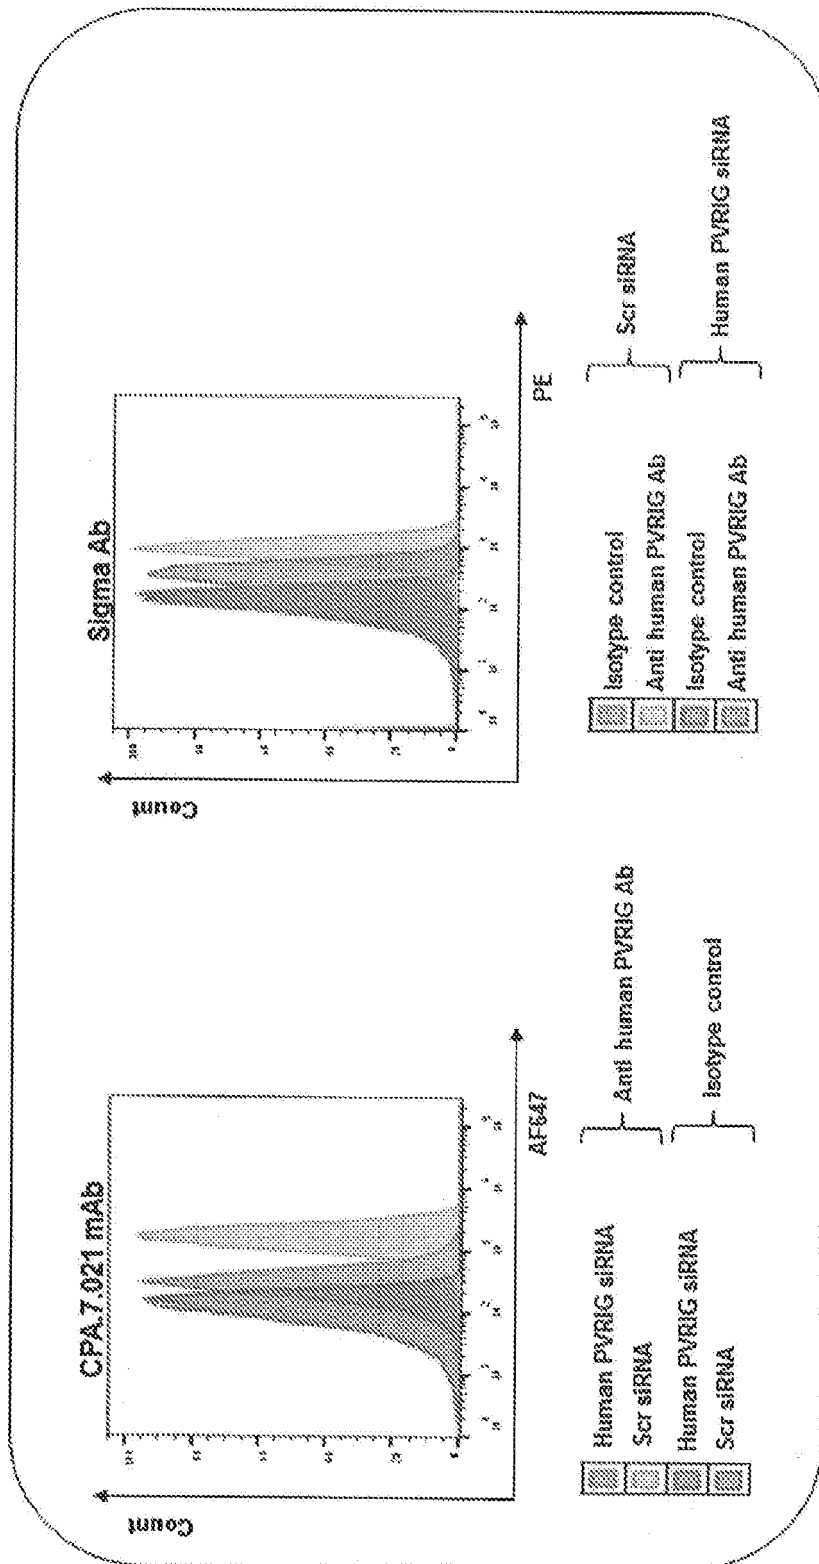 CPA.7.021 mAb
Count
AF647
Human PVRIG siRNA
Scr siRNA
Anti human PVRIG Ab
Human PVRIG siRNA
Scr siRNA
Isotype control
Sigma Ab
Count
PE
Isotype control
Anti human PVRIG Ab
Scr siRNA
Isotype control
Anti human PVRIG Ab
Human PVRIG siRNA